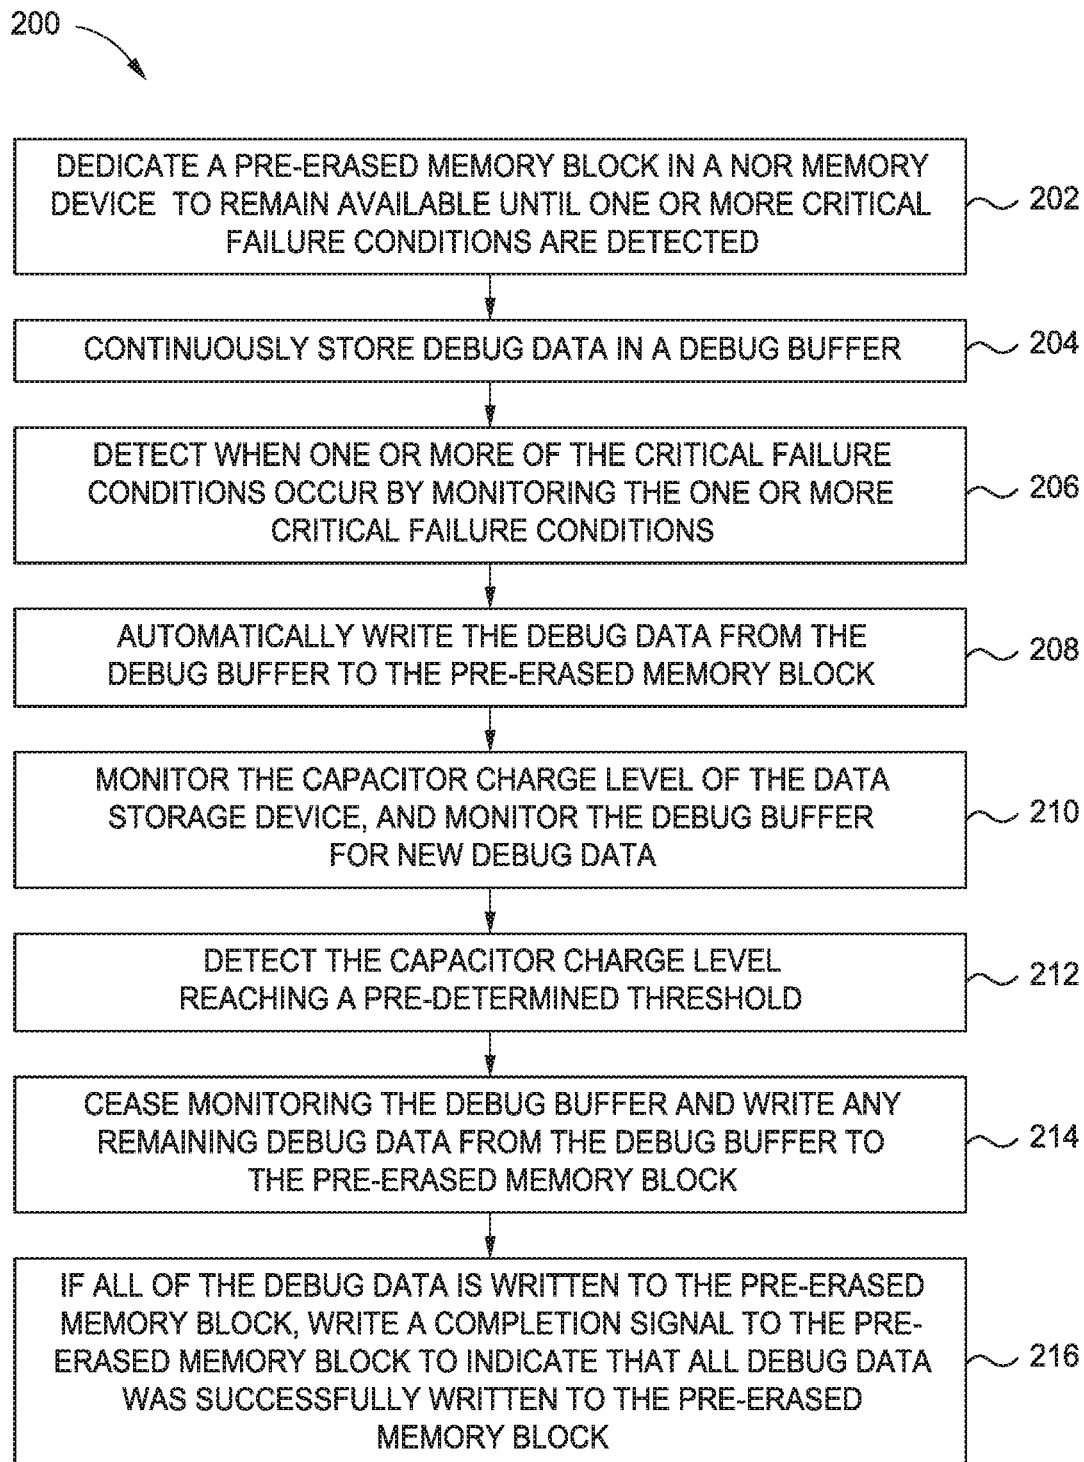 200
DEDICATE A PRE-ERASED MEMORY BLOCK IN A NOR MEMORY
DEVICE TO REMAIN AVAILABLE UNTIL ONE OR MORE CRITICAL
FAILURE CONDITIONS ARE DETECTED
202
CONTINUOUSLY STORE DEBUG DATA IN A DEBUG BUFFER
204
DETECT WHEN ONE OR MORE OF THE CRITICAL FAILURE
CONDITIONS OCCUR BY MONITORING THE ONE OR MORE
CRITICAL FAILURE CONDITIONS
206
AUTOMATICALLY WRITE THE DEBUG DATA FROM THE
DEBUG BUFFER TO THE PRE-ERASED MEMORY BLOCK
208
MONITOR THE CAPACITOR CHARGE LEVEL OF THE DATA
STORAGE DEVICE, AND MONITOR THE DEBUG BUFFER
FOR NEW DEBUG DATA
210
DETECT THE CAPACITOR CHARGE LEVEL
REACHING A PRE-DETERMINED THRESHOLD
212
CEASE MONITORING THE DEBUG BUFFER AND WRITE ANY
REMAINING DEBUG DATA FROM THE DEBUG BUFFER TO
THE PRE-ERASED MEMORY BLOCK
214
IF ALL OF THE DEBUG DATA IS WRITTEN TO THE PRE-ERASED
MEMORY BLOCK, WRITE A COMPLETION SIGNAL TO THE PRE-
ERASED MEMORY BLOCK TO INDICATE THAT ALL DEBUG DATA
WAS SUCCESSFULLY WRITTEN TO THE PRE-ERASED
MEMORY BLOCK
216